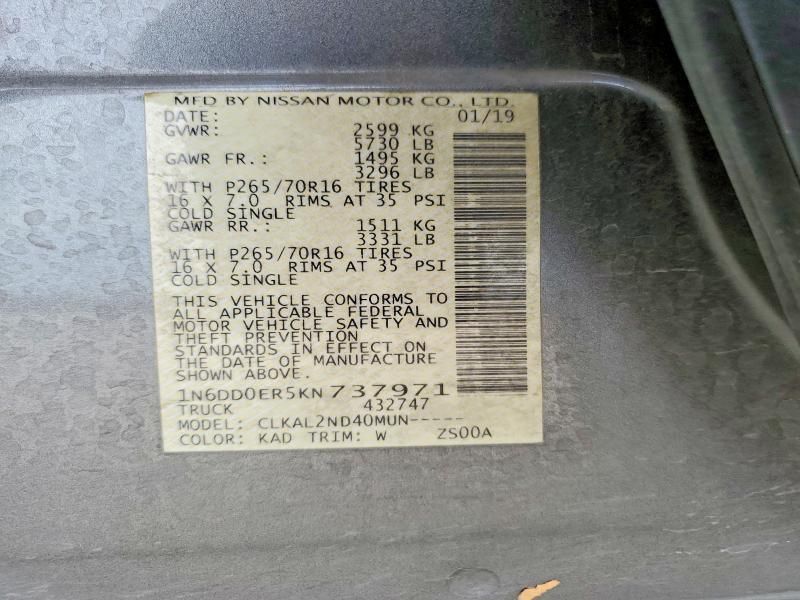 MFD BY NISSAN MOTOR CO., LTD.
DATE: 01/19
GVWR: 2599 KG
5730 LB
GAWR FR.: 1495 KG
3296 LB
WITH P265/70R16 TIRES
16 X 7.0 RIMS AT 35 PSI
COLD SINGLE
GAWR RR.: 1511 KG
3331 LB
WITH P265/70R16 TIRES
16 X 7.0 RIMS AT 35 PSI
COLD SINGLE
THIS VEHICLE CONFORMS TO
ALL APPLICABLE FEDERAL
MOTOR VEHICLE SAFETY AND
THEFT PREVENTION
STANDARDS IN EFFECT ON
THE DATE OF MANUFACTURE
SHOWN ABOVE.
1N6DD0ER5KN737971
TRUCK 432747
MODEL: CLKAL2ND40MUN-----
COLOR: KAD TRIM: W ZS00A